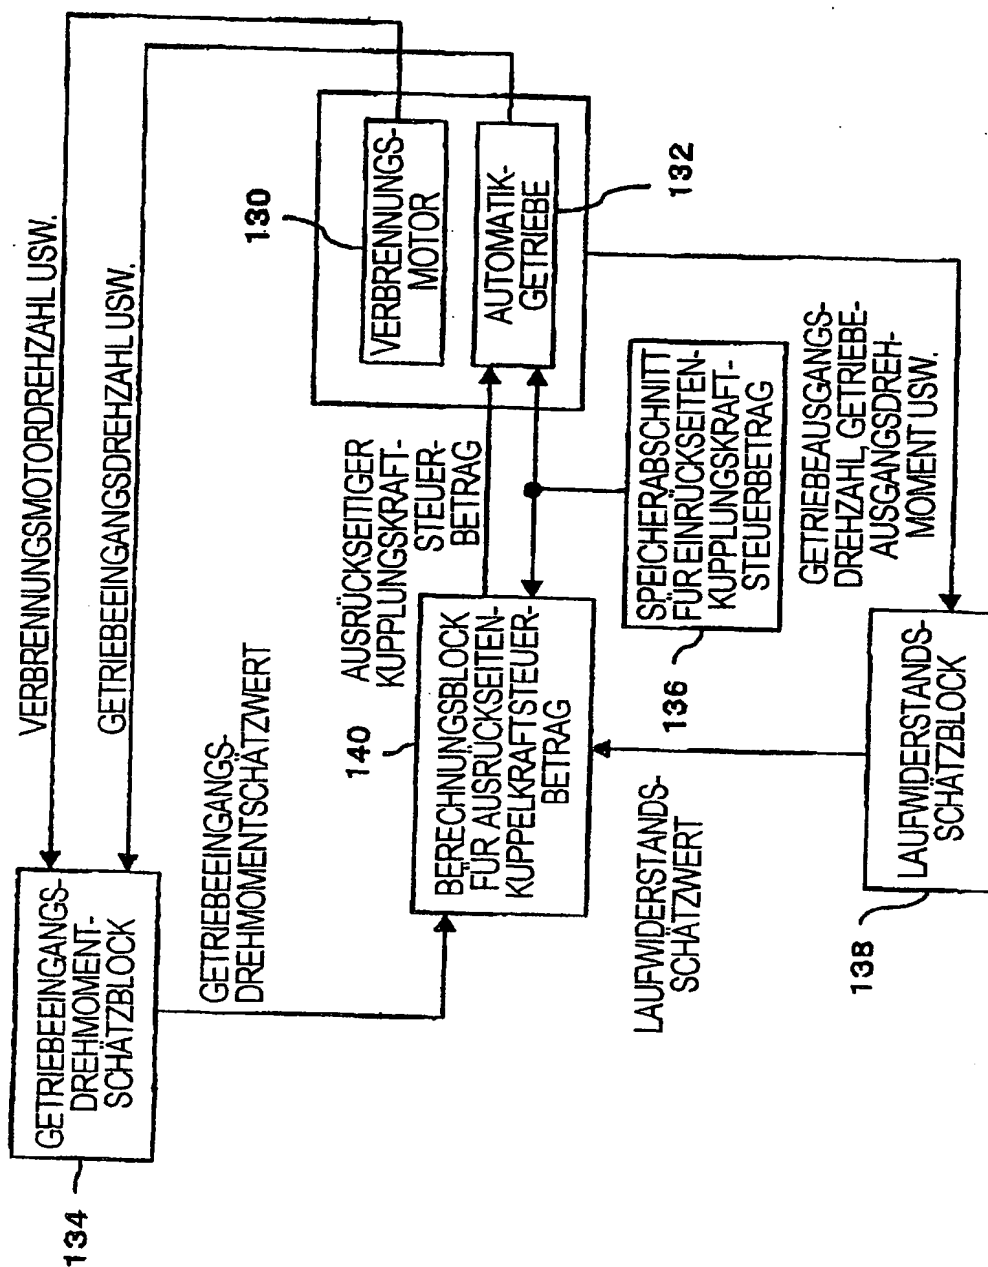 134
GETRIEBEEINGANGS-
DREHMOMENT-
SCHÄTZBLOCK
VERBRENNUNGSMOTORDREHZAHL USW.
GETRIEBEEINGANGSDREHZAHL USW.
GETRIEBEEINGANGS-
DREHMOMENTSCHÄTZWERT
130
VERBRENNUNGS-
MOTOR
AUTOMATIK-
GETRIEBE
132
AUSRÜCKSEITIGER
KUPPLUNGSKRAFT-
STEUER-
BETRAG
140
BERECHNUNGSBLOCK
FÜR AUSRÜCKSEITEN-
KUPPELKRAFTSTEUER-
BETRAG
SPEICHERABSCHNITT
FÜR EINRÜCKSEITEN-
KUPPLUNGSKRAFT-
STEUERBETRAG
136
GETRIEBEAUSGANGS-
DREHZAHL, GETRIEBE-
AUSGANGSDREH-
MOMENT USW.
LAUFWIDERSTANDS-
SCHÄTZWERT
LAUFWIDERSTANDS-
SCHÄTZBLOCK
138